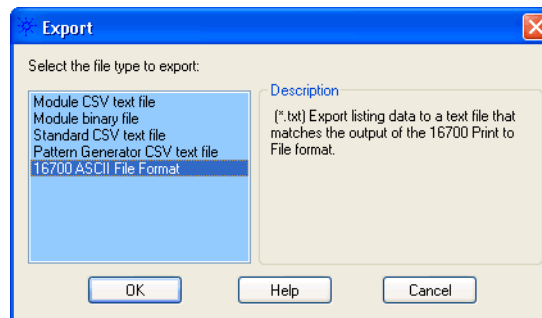 Export
Select the file type to export:
Module CSV text file
Module binary file
Standard CSV text file
Pattern Generator CSV text file
16700 ASCII File Format
Description
(*.txt) Export listing data to a text file that
matches the output of the 16700 Print to
File format.
OK
Help
Cancel